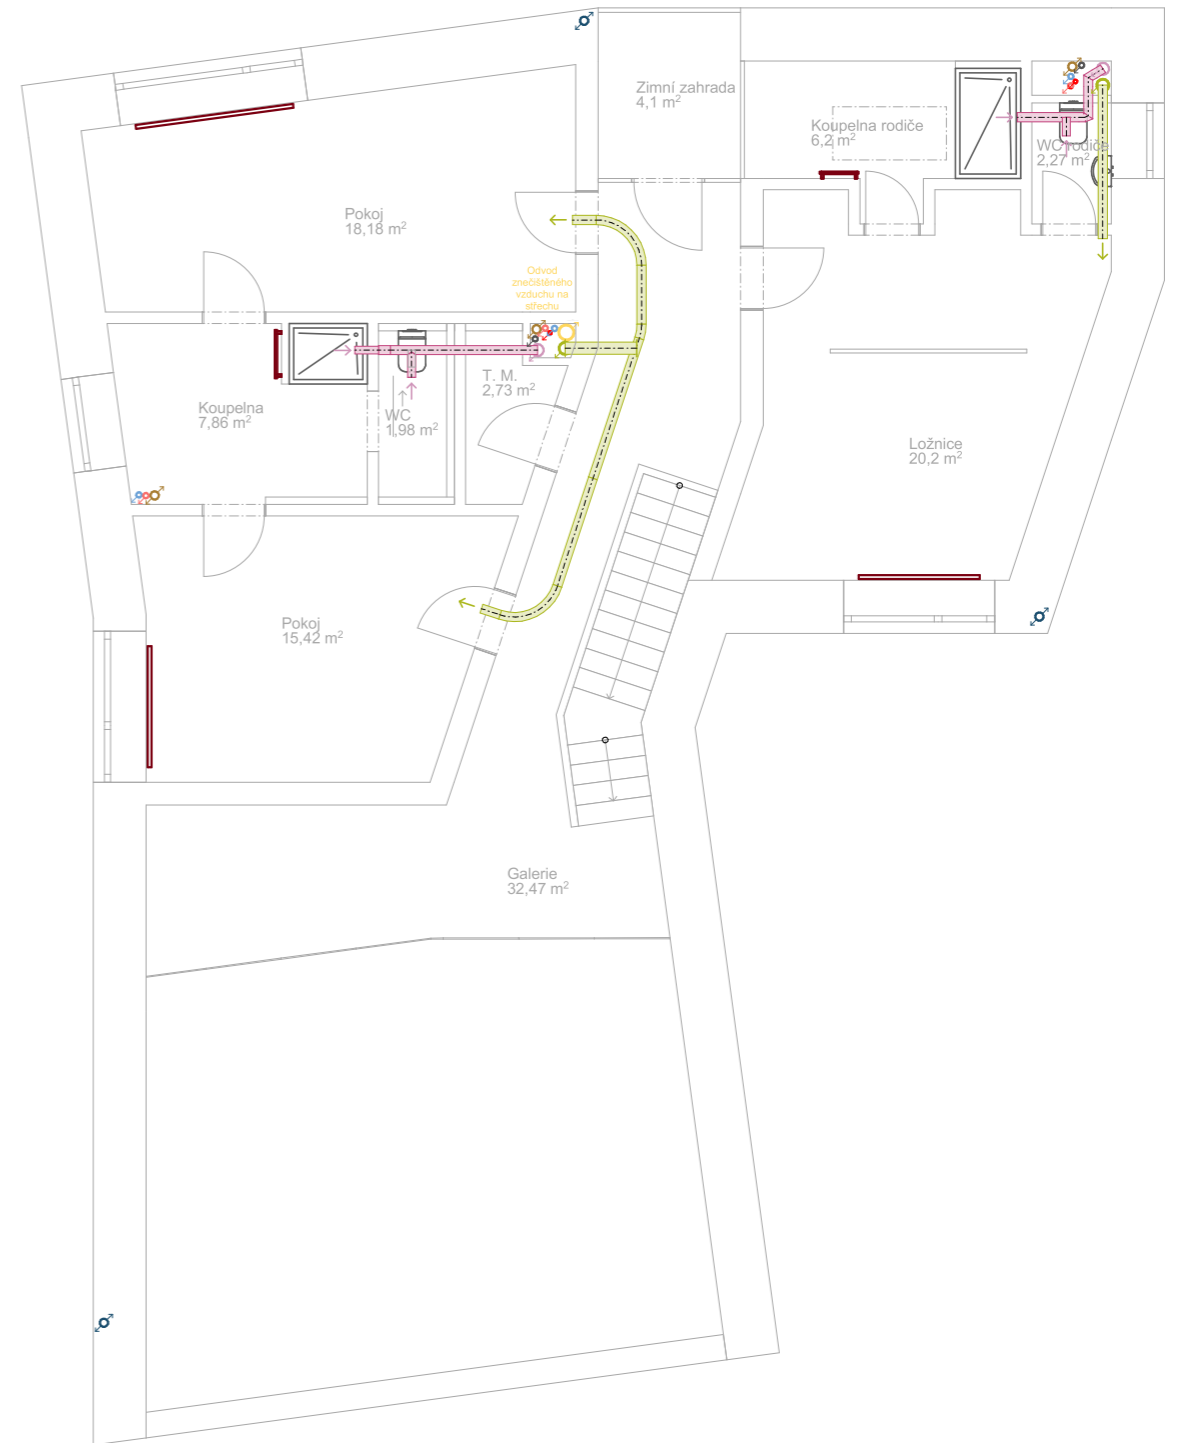 Zimní zahrada
4,1 m²
Koupelna rodiče
6,2 m²
WC rodiče
2,27 m²
Pokoj
18,18 m²
Odvod
znečištěného
vzduchu na
střechu
T. M.
2,73 m²
Koupelna
7,86 m²
WC
1,98 m²
Ložnice
20,2 m²
Pokoj
15,42 m²
Galerie
32,47 m²